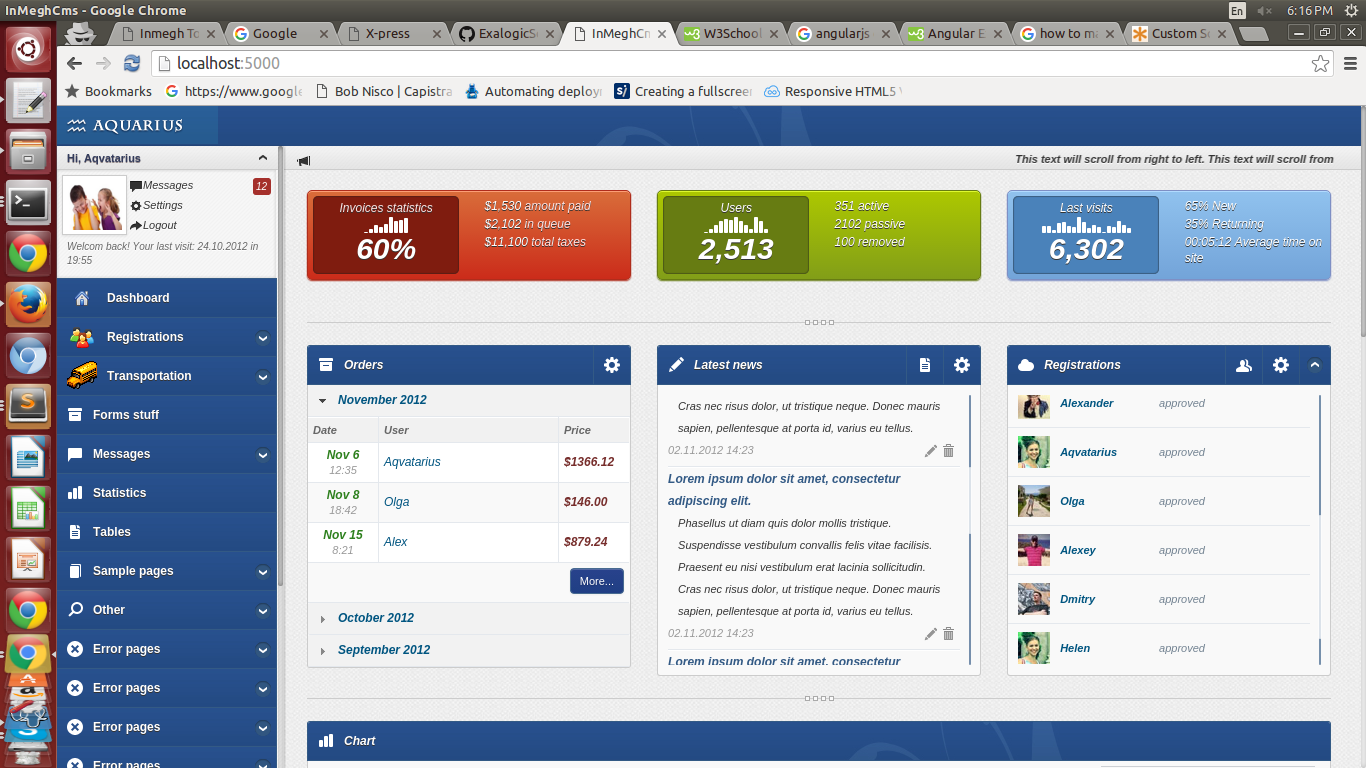 InMeghCms - Google Chrome
En
6:16 PM
Inmegh
Google
X-press
InMeghCm
W3School
angularjs
Angular
how to ma
Custom
localhost:5000
Bookmarks
https://www.google
Bob Nisco | Capistra
Automating deploy
Creating a fullscree
Responsive HTML5
AQUARIUS
Hi, Aqvatarius
This text will scroll from right to left. This text will scroll from
Messages
12
Settings
Logout
Welcom back! Your last visit: 24.10.2012 in
19:55
Dashboard
Registrations
Transportation
Forms stuff
Messages
Statistics
Tables
Sample pages
Other
Error pages
Error pages
Error pages
Error pages
Invoices statistics
60%
$1,530 amount paid
$2,102 in queue
$11,100 total taxes
Users
2,513
351 active
2102 passive
100 removed
Last visits
6,302
65% New
35% Returning
00:05:12 Average time on
site
Orders
November 2012
Date User Price
Nov 6
12:35
Aqvatarius
$1366.12
Nov 8
18:42
Olga
$146.00
Nov 15
8:21
Alex
$879.24
More...
October 2012
September 2012
Latest news
Cras nec risus dolor, ut tristique neque. Donec mauris
sapien, pellentesque at porta id, varius eu tellus.
02.11.2012 14:23
Lorem ipsum dolor sit amet, consectetur
adipiscing elit.
Phasellus ut diam quis dolor mollis tristique.
Suspendisse vestibulum convallis felis vitae facilisis.
Praesent eu nisi vestibulum erat lacinia sollicitudin.
Cras nec risus dolor, ut tristique neque. Donec mauris
sapien, pellentesque at porta id, varius eu tellus.
02.11.2012 14:23
Lorem ipsum dolor sit amet, consectetur
Registrations
Alexander approved
Aqvatarius approved
Olga approved
Alexey approved
Dmitry approved
Helen approved
Chart